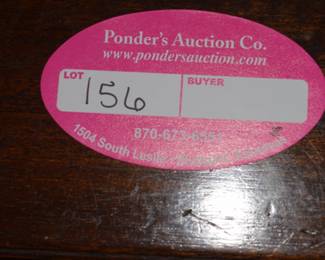 Ponder's Auction Co.
www.pondersauction.com
LOT
BUYER
156
1504 South